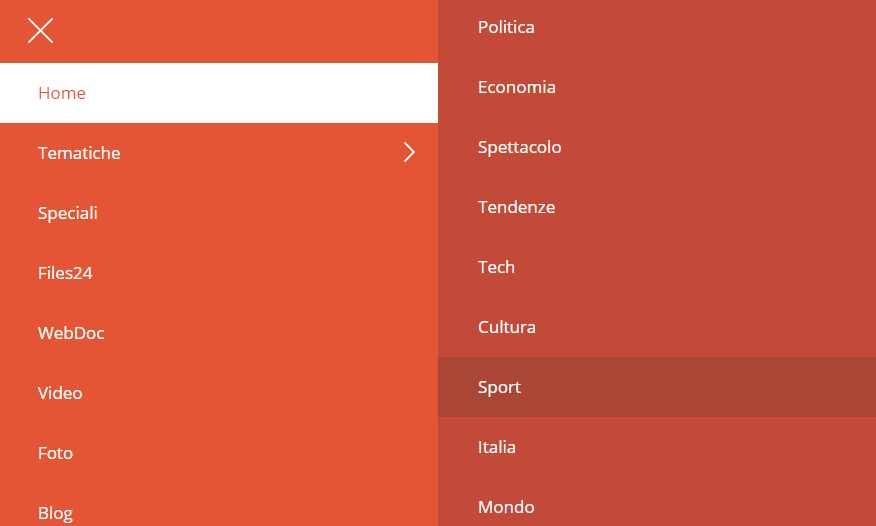 Home
Tematiche
Speciali
Files24
WebDoc
Video
Foto
Blog
Politica
Economia
Spettacolo
Tendenze
Tech
Cultura
Sport
Italia
Mondo